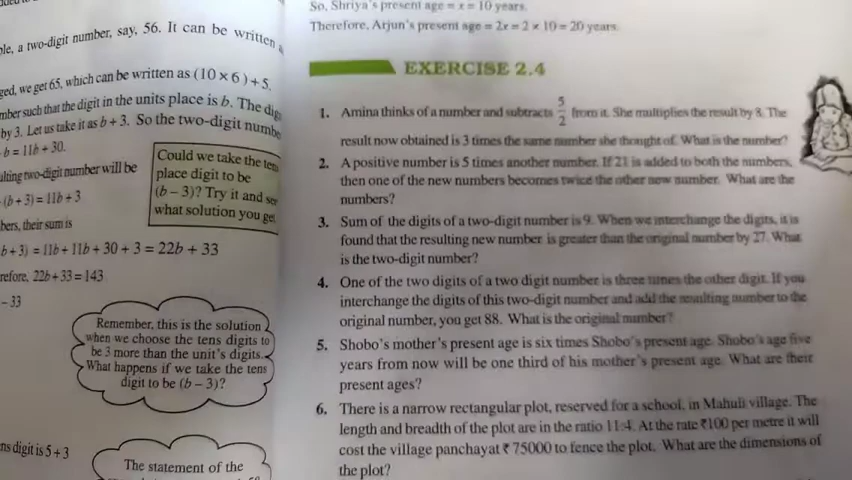 ple, a two-digit number, say, 56. It can be written
ged, we get 65, which can be written as (10 × 6) + 5.
mber such that the digit in the units place is b. The dig
by 3. Let us take it as b + 3. So the two-digit numbe
b = 11b + 30.
ulting two-digit number will be
(b + 3) = 11b + 3
bers, their sum is
b + 3) = 11b + 11b + 30 + 3 = 22b + 33
refore, 22b + 33 = 143
– 33
Could we take the tens
place digit to be
(b – 3)? Try it and see
what solution you get
Remember, this is the solution
when we choose the tens digits to
be 3 more than the unit's digits.
What happens if we take the tens
digit to be (b – 3)?
ns digit is 5 + 3
The statement of the
So, Shriya's present age = x = 10 years.
Therefore, Arjun's present age = 2x = 2 × 10 = 20 years.
EXERCISE 2.4
1. Amina thinks of a number and subtracts 5/2 from it. She multiplies the result by 8. The
result now obtained is 3 times the same number she thought of. What is the number?
2. A positive number is 5 times another number. If 21 is added to both the numbers,
then one of the new numbers becomes twice the other new number. What are the
numbers?
3. Sum of the digits of a two-digit number is 9. When we interchange the digits, it is
found that the resulting new number is greater than the original number by 27. What
is the two-digit number?
4. One of the two digits of a two digit number is three times the other digit. If you
interchange the digits of this two-digit number and add the resulting number to the
original number, you get 88. What is the original number?
5. Shobo's mother's present age is six times Shobo's present age. Shobo's age five
years from now will be one third of his mother's present age. What are their
present ages?
6. There is a narrow rectangular plot, reserved for a school, in Mahuli village. The
length and breadth of the plot are in the ratio 11:4. At the rate ₹100 per metre it will
cost the village panchayat ₹ 75000 to fence the plot. What are the dimensions of
the plot?